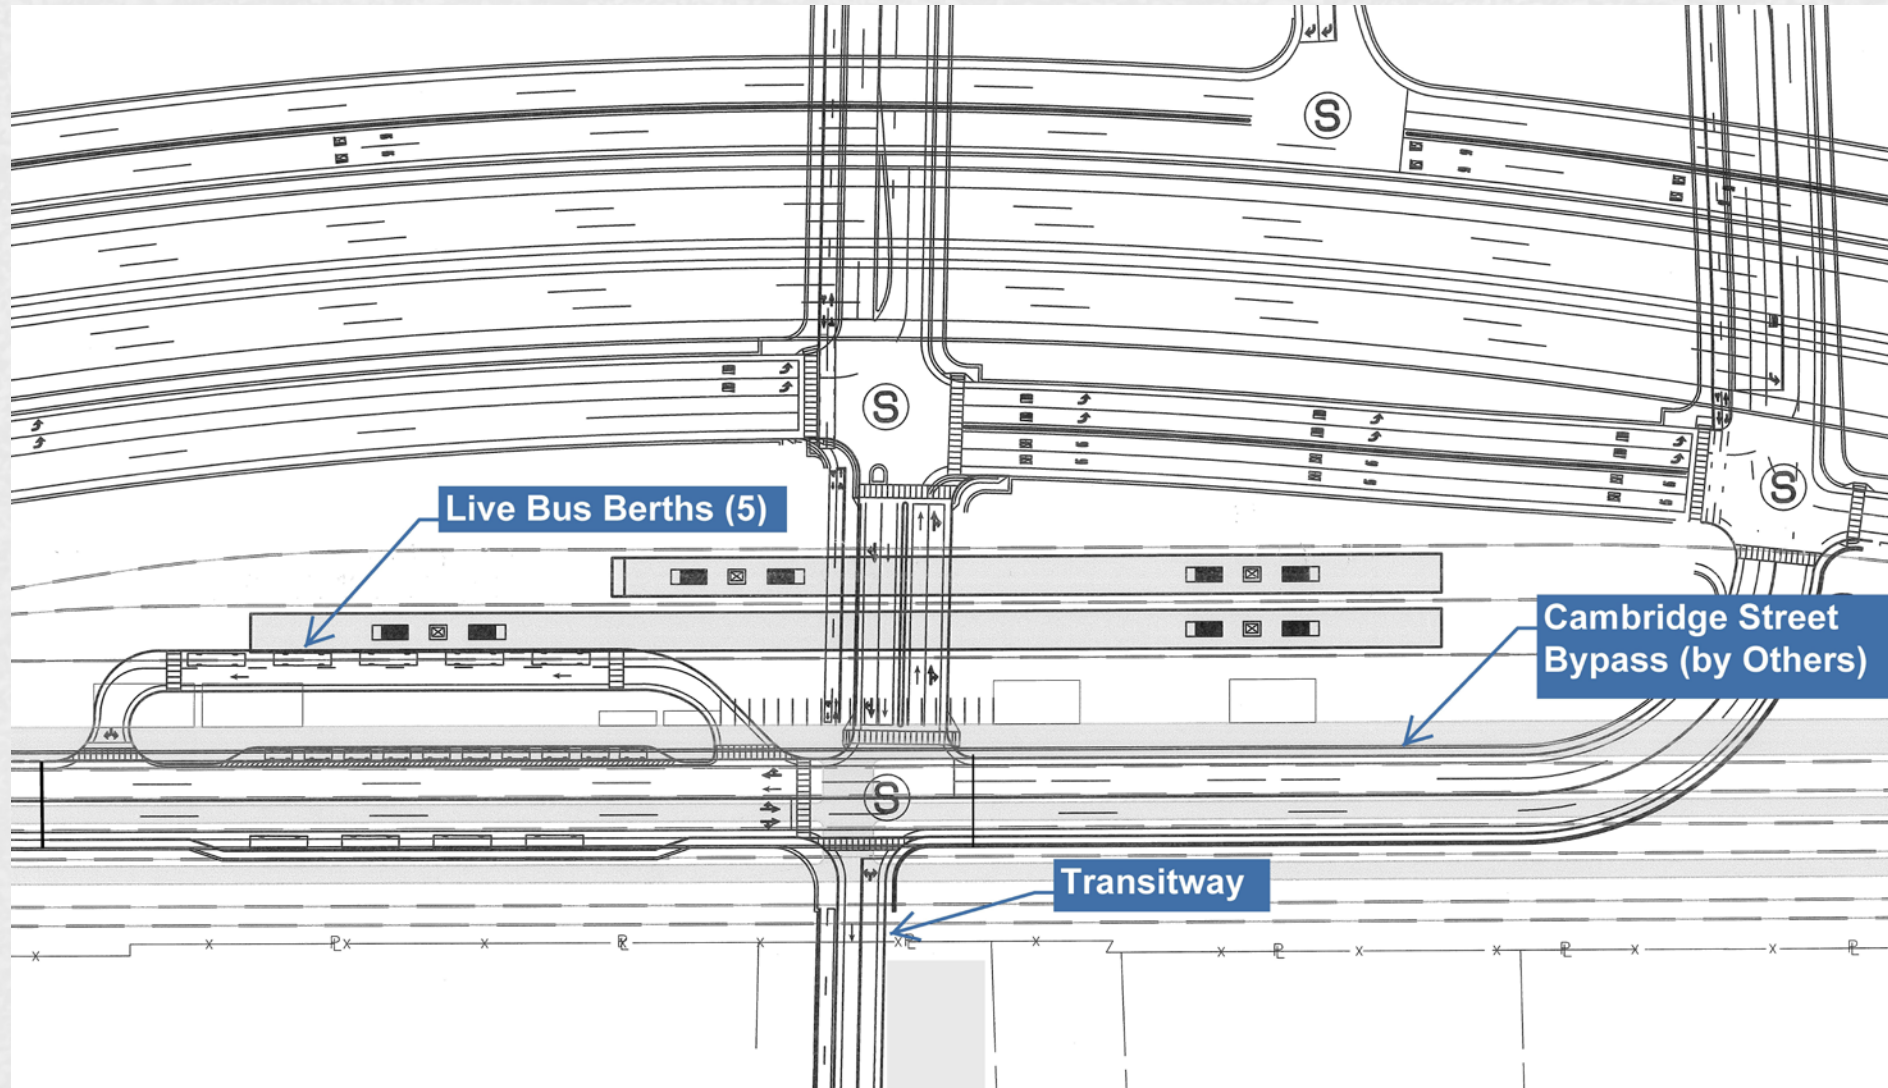 S
S
S
Live Bus Berths (5)
Cambridge Street
Bypass (by Others)
S
Transitway